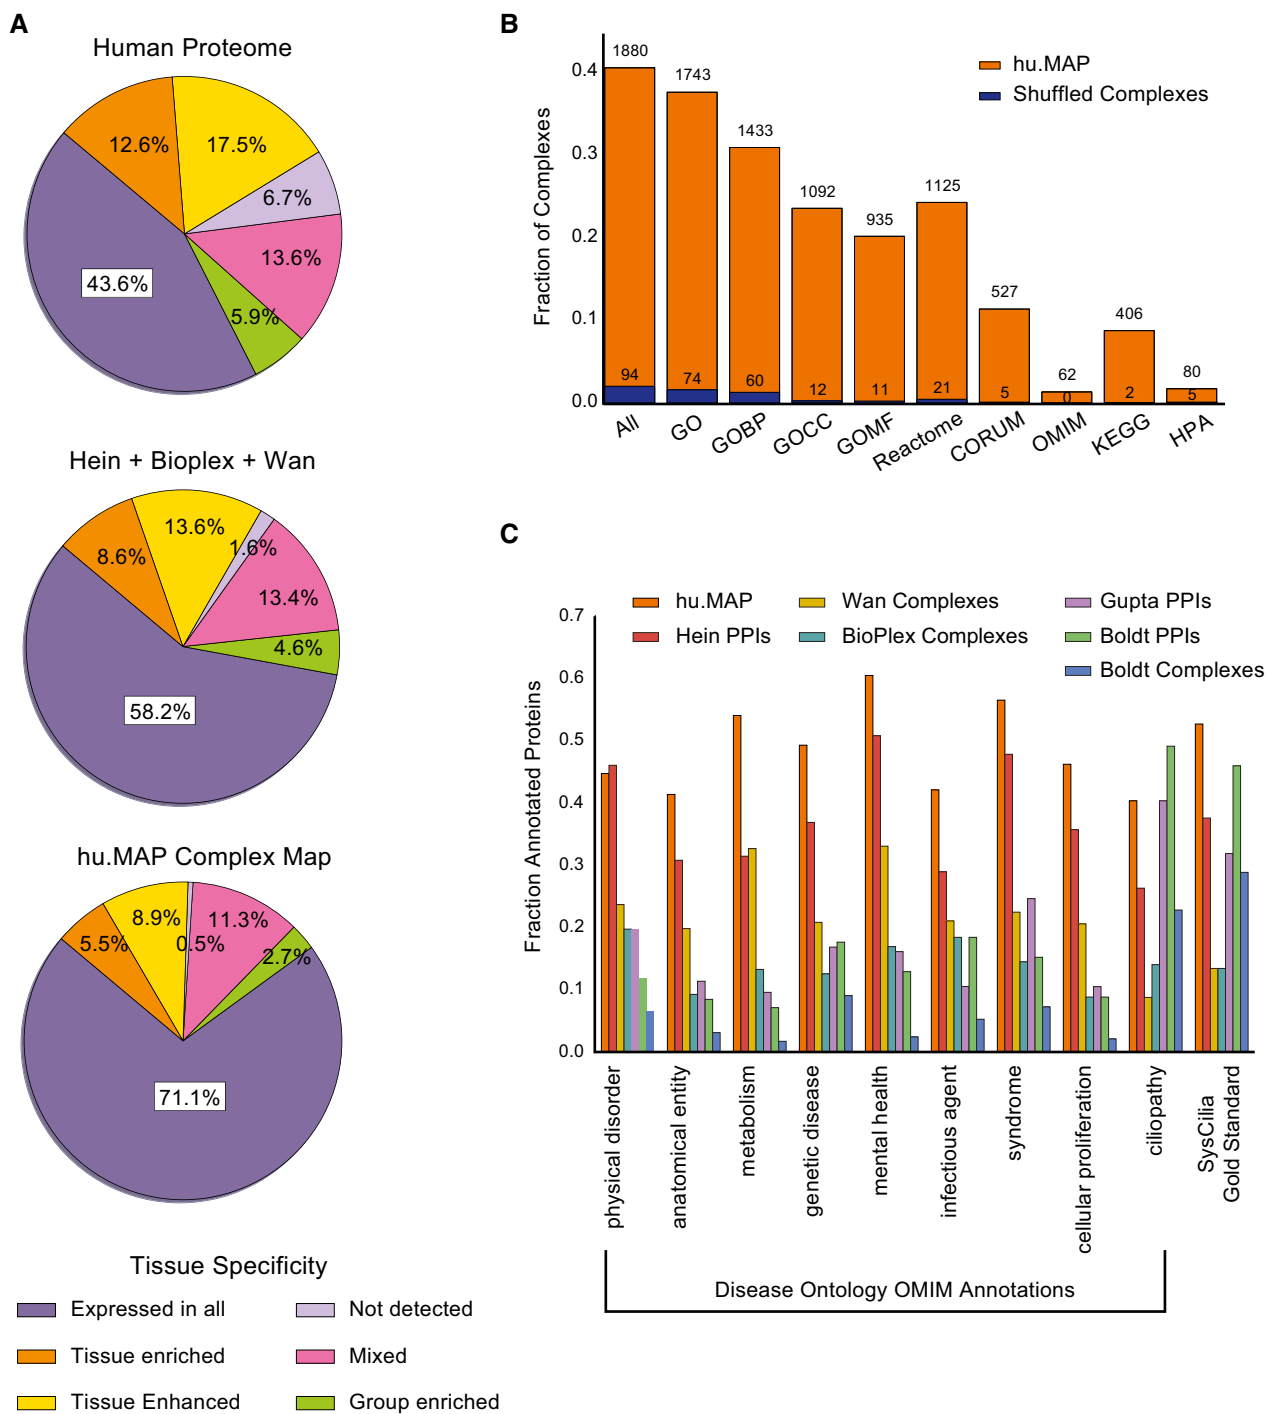 A
Human Proteome
12.6%
17.5%
6.7%
13.6%
5.9%
43.6%
Hein + Bioplex + Wan
8.6%
13.6%
1.6%
13.4%
4.6%
58.2%
hu.MAP Complex Map
5.5%
8.9%
0.5%
11.3%
2.7%
71.1%
Tissue Specificity
Expressed in all
Not detected
Tissue enriched
Mixed
Tissue Enhanced
Group enriched
B
Fraction of Complexes
0.4
0.3
0.2
0.1
0.0
hu.MAP
Shuffled Complexes
1880
1743
1433
1092
935
1125
527
62
406
80
94
74
60
12
11
21
5
0
2
5
All
GO
GOBP
GOCC
GOMF
Reactome
CORUM
OMIM
KEGG
HPA
C
Fraction Annotated Proteins
0.7
0.6
0.5
0.4
0.3
0.2
0.1
0.0
hu.MAP
Hein PPIs
Wan Complexes
BioPlex Complexes
Gupta PPIs
Boldt PPIs
Boldt Complexes
physical disorder
anatomical entity
metabolism
genetic disease
mental health
infectious agent
syndrome
cellular proliferation
ciliopathy
SysCilia
Gold Standard
Disease Ontology OMIM Annotations